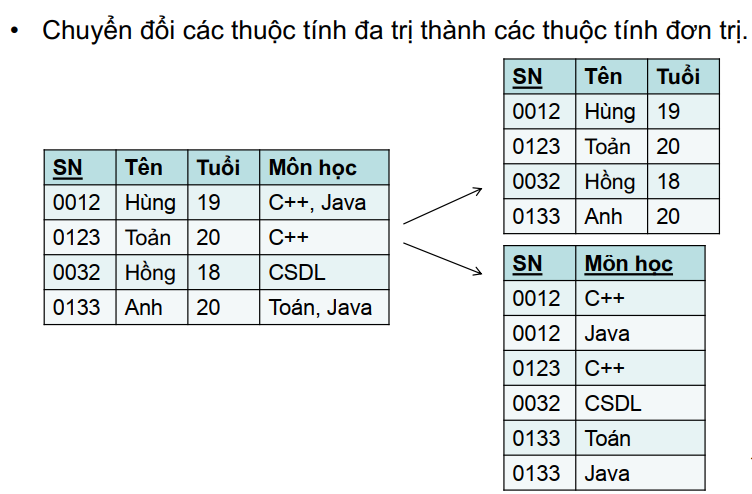 • Chuyển đổi các thuộc tính đa trị thành các thuộc tính đơn trị.
SN Tên Tuổi Môn học
0012 Hùng 19 C++, Java
0123 Toản 20 C++
0032 Hồng 18 CSDL
0133 Anh 20 Toán, Java
SN Tên Tuổi
0012 Hùng 19
0123 Toản 20
0032 Hồng 18
0133 Anh 20
SN Môn học
0012 C++
0012 Java
0123 C++
0032 CSDL
0133 Toán
0133 Java